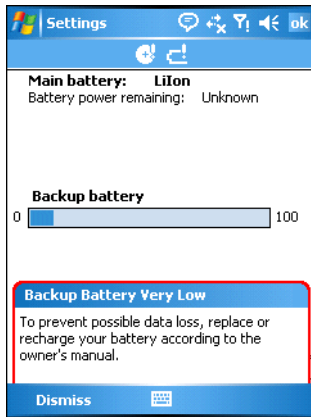 Settings ok
Main battery: LiIon
Battery power remaining: Unknown
Backup battery
0 100
Backup Battery Very Low
To prevent possible data loss, replace or
recharge your battery according to the
owner's manual.
Dismiss